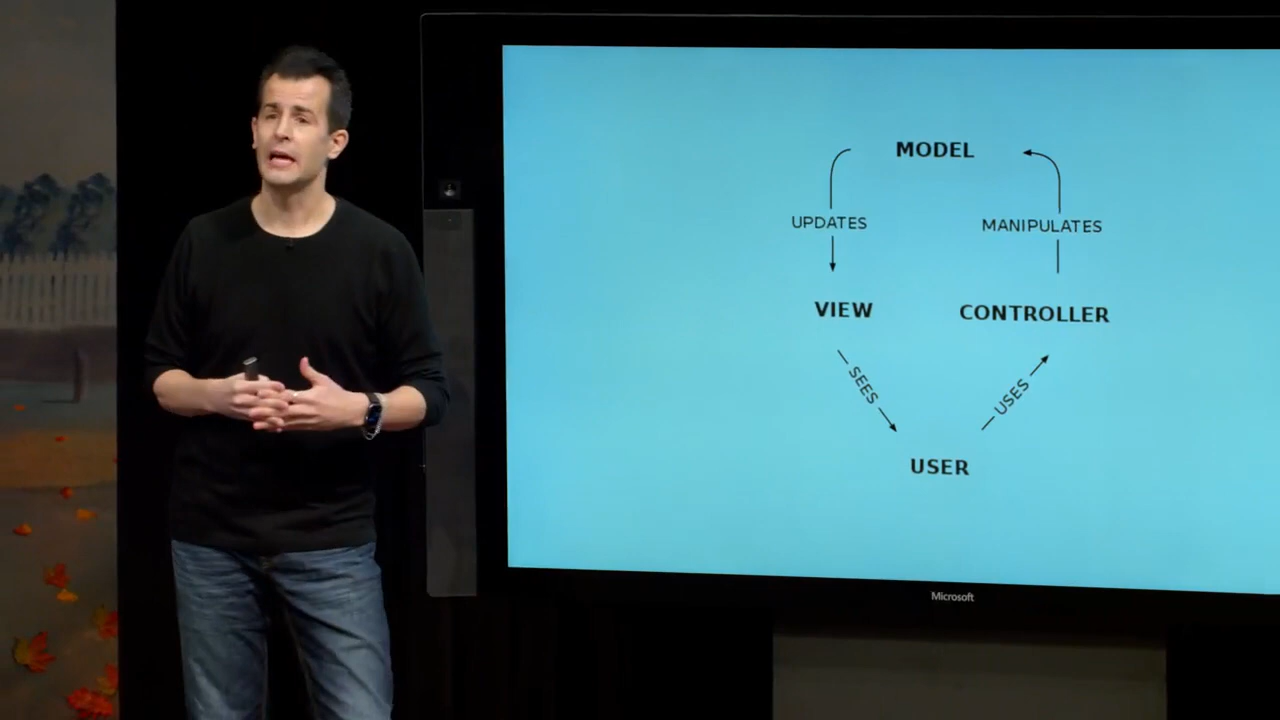 MODEL
UPDATES
MANIPULATES
VIEW
CONTROLLER
SEES
USES
USER
Microsoft